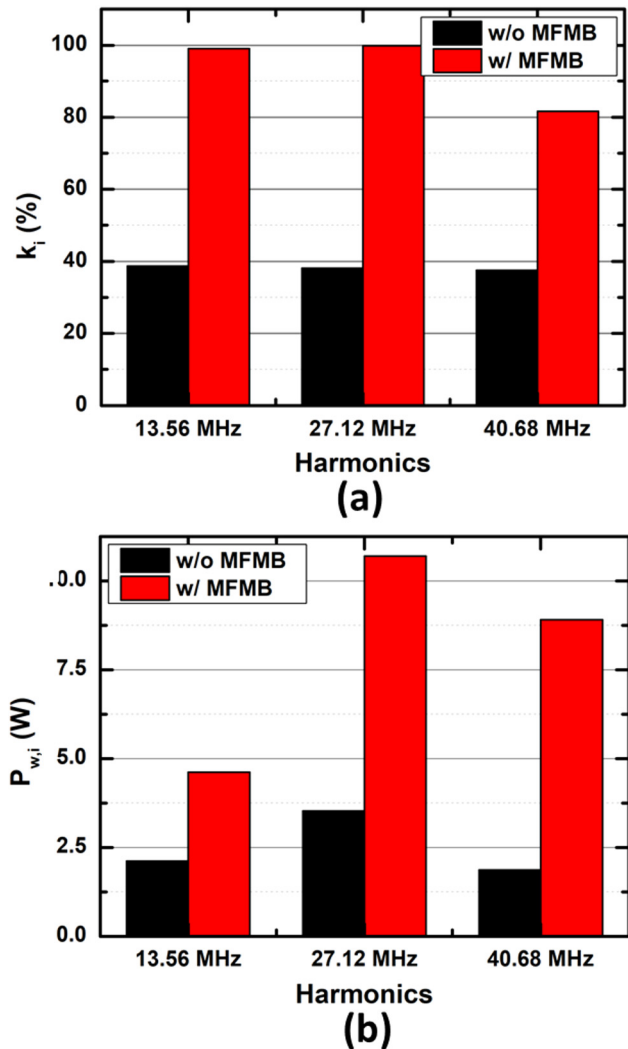 100
80
60
40
20
0
k_i (%)
w/o MFMB
w/ MFMB
13.56 MHz 27.12 MHz 40.68 MHz
Harmonics
(a)
w/o MFMB
w/ MFMB
.0.0
7.5
5.0
2.5
0.0
P_w,i (W)
13.56 MHz 27.12 MHz 40.68 MHz
Harmonics
(b)